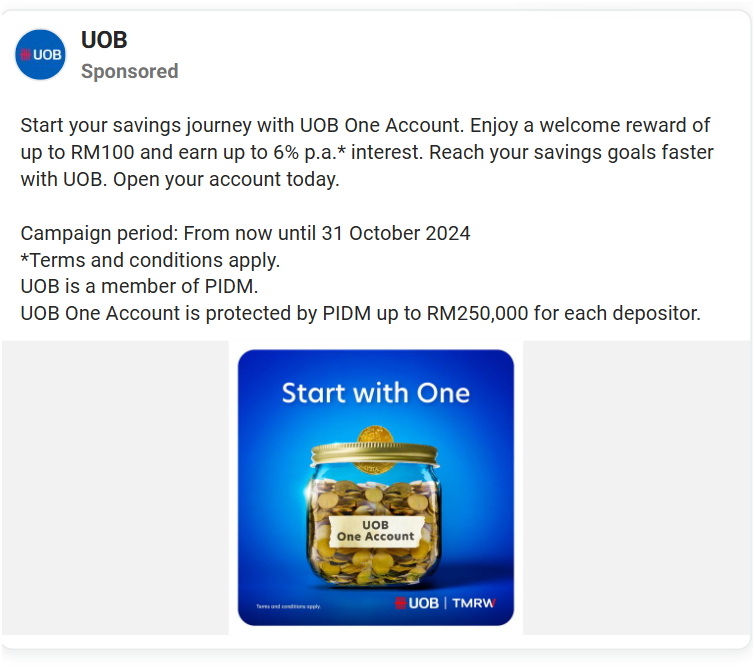 UOB
UOB
Sponsored
Start your savings journey with UOB One Account. Enjoy a welcome reward of
up to RM100 and earn up to 6% p.a.* interest. Reach your savings goals faster
with UOB. Open your account today.
Campaign period: From now until 31 October 2024
*Terms and conditions apply.
UOB is a member of PIDM.
UOB One Account is protected by PIDM up to RM250,000 for each depositor.
Start with One
UOB
One Account
Terms and conditions apply.
UOB | TMRW